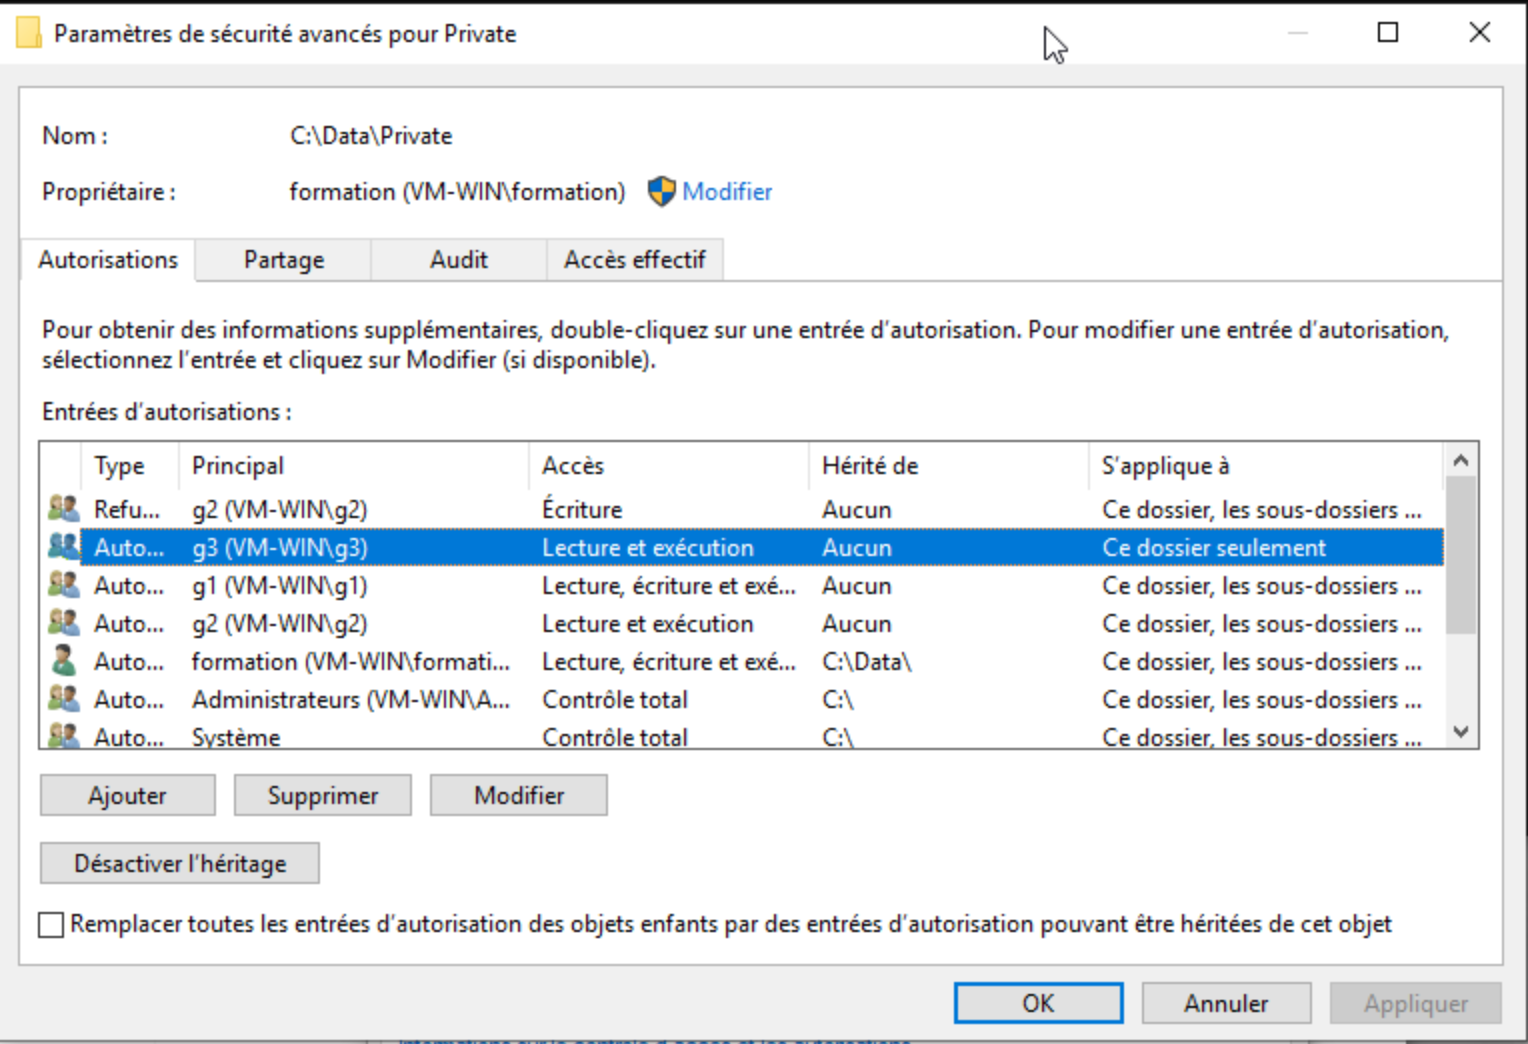 Paramètres de sécurité avancés pour Private
Nom : C:\Data\Private
Propriétaire : formation (VM-WIN\formation) Modifier
Autorisations Partage Audit Accès effectif
Pour obtenir des informations supplémentaires, double-cliquez sur une entrée d’autorisation. Pour modifier une entrée d’autorisation,
sélectionnez l’entrée et cliquez sur Modifier (si disponible).
Entrées d’autorisations :
Type Principal Accès Hérité de S’applique à
Refu... g2 (VM-WIN\g2) Écriture Aucun Ce dossier, les sous-dossiers ...
Auto... g3 (VM-WIN\g3) Lecture et exécution Aucun Ce dossier seulement
Auto... g1 (VM-WIN\g1) Lecture, écriture et exé... Aucun Ce dossier, les sous-dossiers ...
Auto... g2 (VM-WIN\g2) Lecture et exécution Aucun Ce dossier, les sous-dossiers ...
Auto... formation (VM-WIN\formati... Lecture, écriture et exé... C:\Data\ Ce dossier, les sous-dossiers ...
Auto... Administrateurs (VM-WIN\A... Contrôle total C:\ Ce dossier, les sous-dossiers ...
Auto... Système Contrôle total C:\ Ce dossier, les sous-dossiers ...
Ajouter Supprimer Modifier
Désactiver l’héritage
Remplacer toutes les entrées d’autorisation des objets enfants par des entrées d’autorisation pouvant être héritées de cet objet
OK Annuler Appliquer